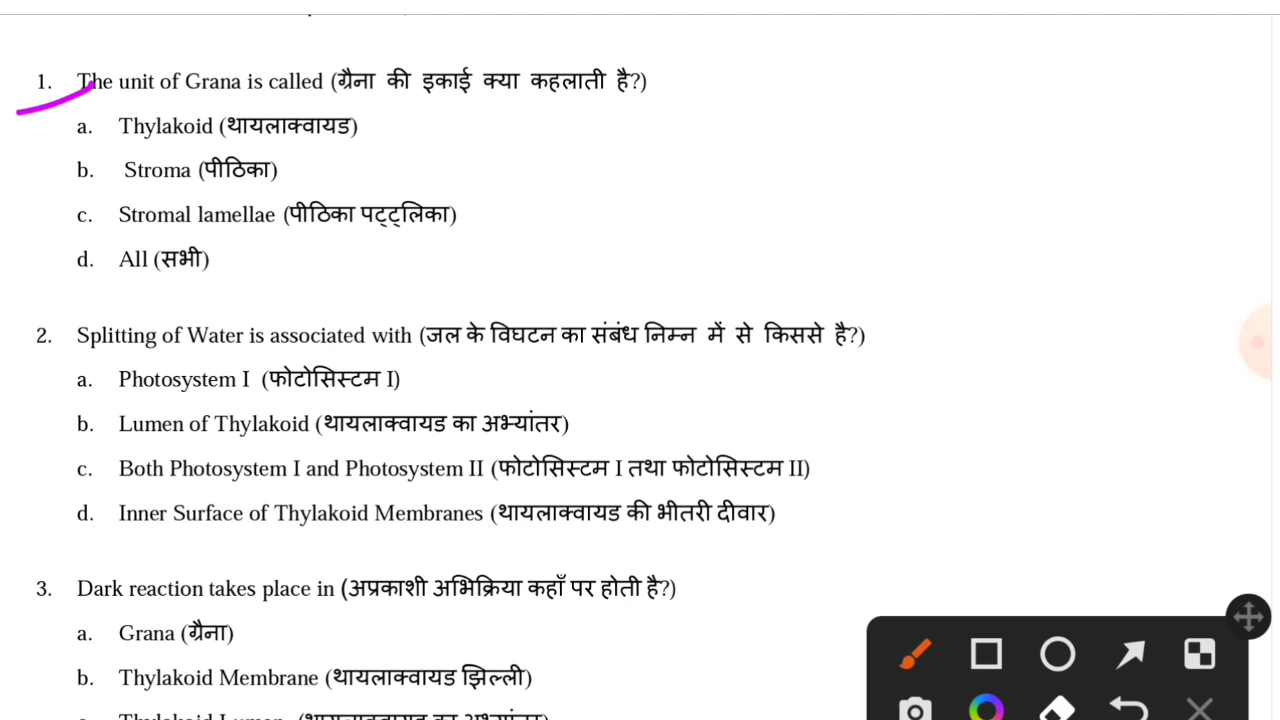 1. The unit of Grana is called (ग्रैना की इकाई क्या कहलाती है?)
a. Thylakoid (थायलाक्वायड)
b. Stroma (पीठिका)
c. Stromal lamellae (पीठिका पट्ट्लिका)
d. All (सभी)
2. Splitting of Water is associated with (जल के विघटन का संबंध निम्न में से किससे है?)
a. Photosystem I (फोटोसिस्टम I)
b. Lumen of Thylakoid (थायलाक्वायड का अभ्यांतर)
c. Both Photosystem I and Photosystem II (फोटोसिस्टम I तथा फोटोसिस्टम II)
d. Inner Surface of Thylakoid Membranes (थायलाक्वायड की भीतरी दीवार)
3. Dark reaction takes place in (अप्रकाशी अभिक्रिया कहाँ पर होती है?)
a. Grana (ग्रैना)
b. Thylakoid Membrane (थायलाक्वायड झिल्ली)